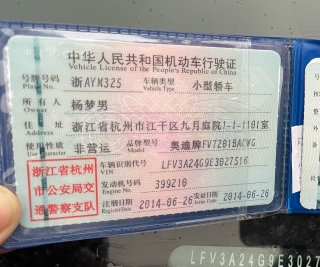 中华人民共和国机动车行驶证
Vehicle License of the People's Republic of China
号牌号码 浙AYW325 车辆类型 小型轿车
Plate No. Vehicle Type
所有人 杨梦男
Owner
住址 浙江省杭州市江干区九月庭院1-1-1101室
Address
使用性质 非营运 品牌型号 奥迪牌FV7201BACWG
Use Character Model
浙江省杭州
市公安局交
通警察支队
车辆识别代号 LFV3A24G9E3027516
VIN
发动机号码 399210
Engine No.
注册日期 2014-06-26 发证日期 2014-06-26
Register Date Issue Date
LFV3A24G9E3027